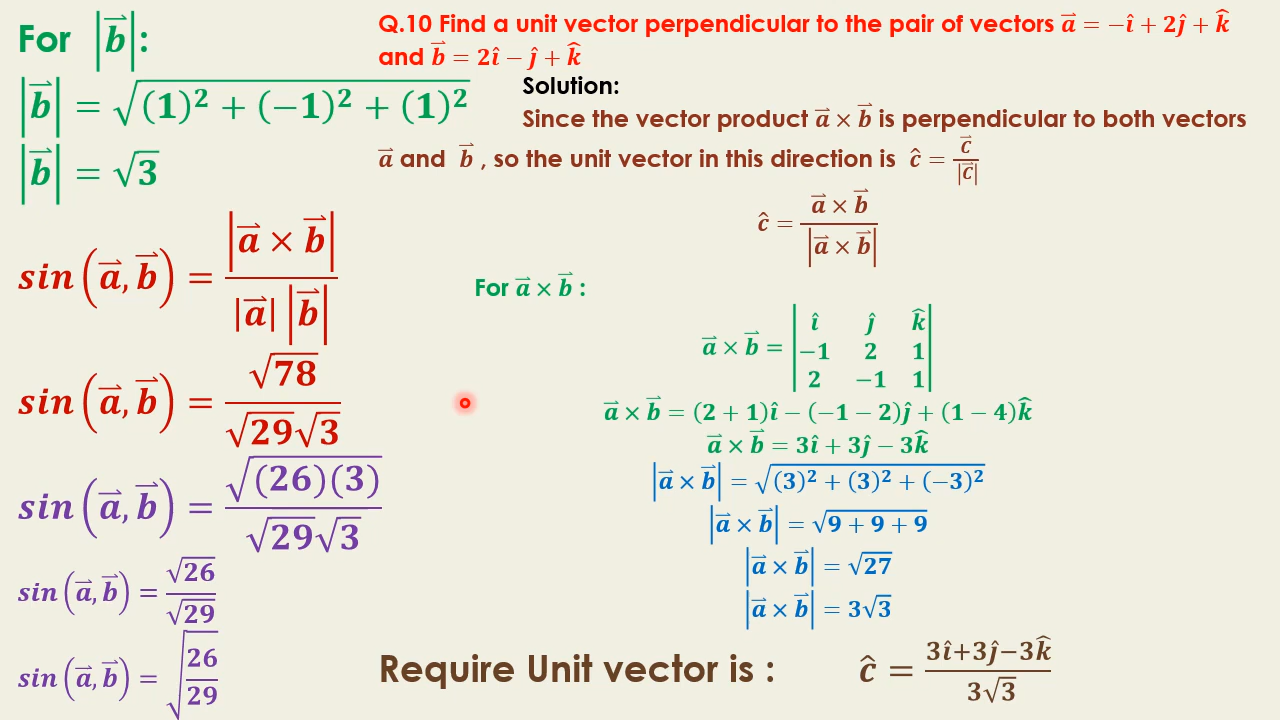 For |b⃗|:
|b⃗| = √((1)² + (−1)² + (1)²)
|b⃗| = √3
sin(a⃗, b⃗) = |a⃗ × b⃗| / |a⃗| |b⃗|
sin(a⃗, b⃗) = √78 / √29√3
sin(a⃗, b⃗) = √((26)(3)) / √29√3
sin(a⃗, b⃗) = √26 / √29
sin(a⃗, b⃗) = √(26/29)
Q.10 Find a unit vector perpendicular to the pair of vectors a⃗ = −î + 2ĵ + k̂
and b⃗ = 2î − ĵ + k̂
Solution:
Since the vector product a⃗ × b⃗ is perpendicular to both vectors
a⃗ and b⃗ , so the unit vector in this direction is ĉ = c⃗ / |c⃗|
ĉ = a⃗ × b⃗ / |a⃗ × b⃗|
For a⃗ × b⃗ :
a⃗ × b⃗ = | î ĵ k̂ |
| −1 2 1 |
| 2 −1 1 |
a⃗ × b⃗ = (2 + 1)î − (−1 − 2)ĵ + (1 − 4)k̂
a⃗ × b⃗ = 3î + 3ĵ − 3k̂
|a⃗ × b⃗| = √((3)² + (3)² + (−3)²)
|a⃗ × b⃗| = √(9 + 9 + 9)
|a⃗ × b⃗| = √27
|a⃗ × b⃗| = 3√3
Require Unit vector is : ĉ = 3î+3ĵ−3k̂ / 3√3